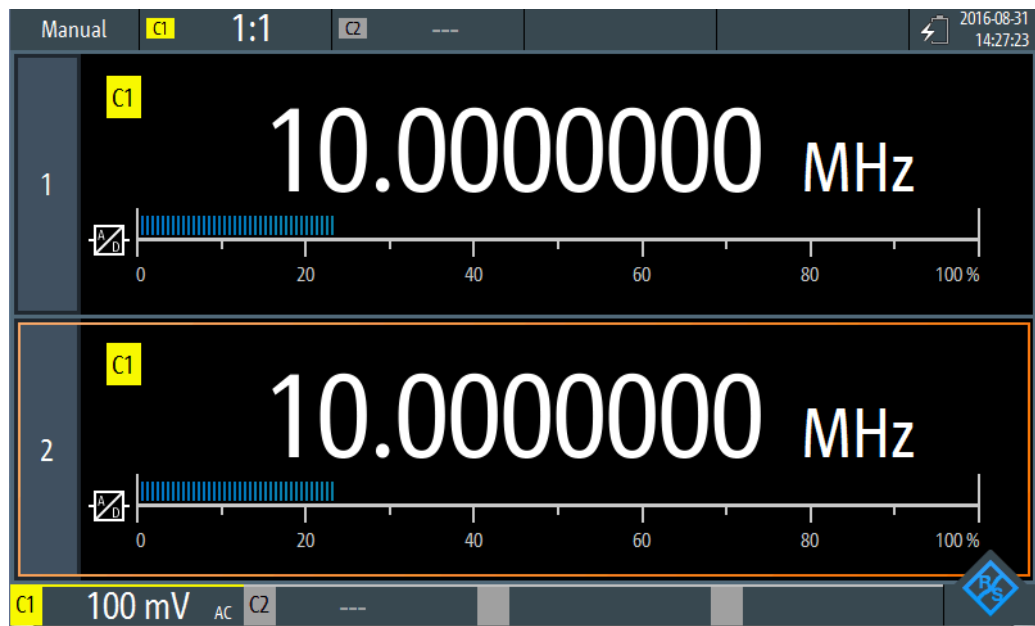 Manual C1 1:1 C2 --- 2016-08-31
14:27:23
C1
1 10.0000000 MHz
A/D
0 20 40 60 80 100 %
C1
2 10.0000000 MHz
A/D
0 20 40 60 80 100 %
C1 100 mV AC C2 ---
R&S